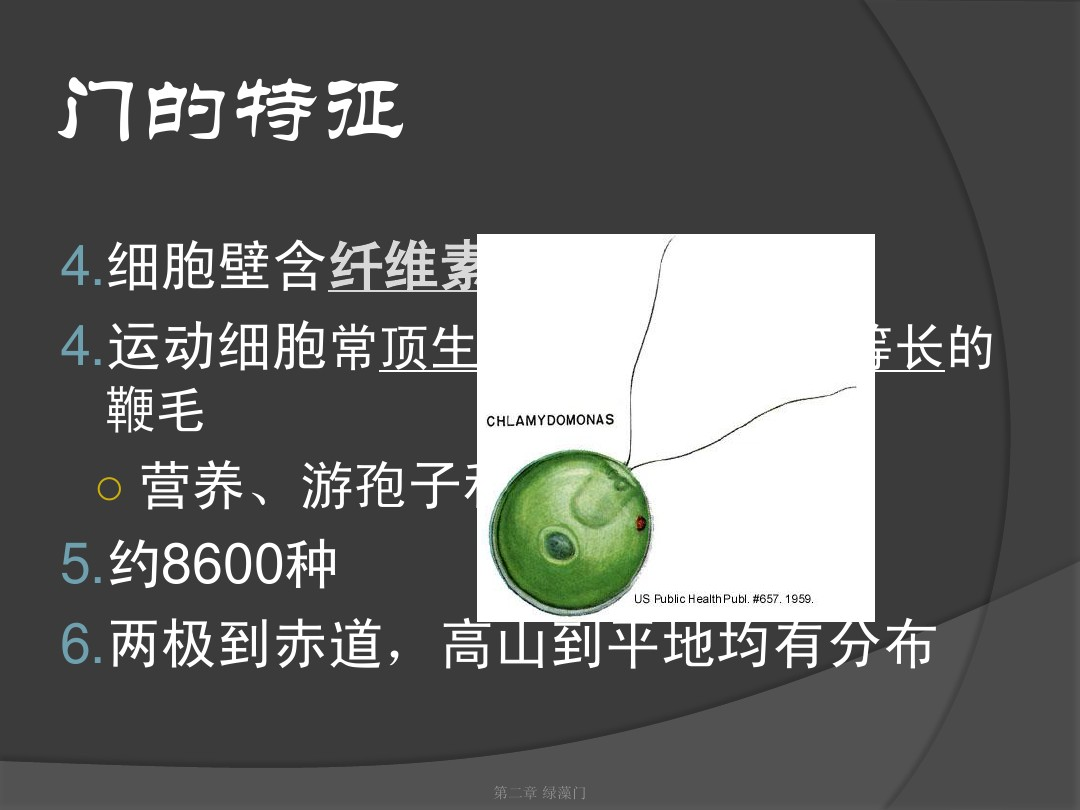 门的特征
4.细胞壁含纤维素
4.运动细胞常顶生 等长的
鞭毛
○ 营养、游孢子
CHLAMYDOMONAS
5.约8600种
US Public Health Publ. #657. 1959.
6.两极到赤道，高山到平地均有分布
第二章 绿藻门